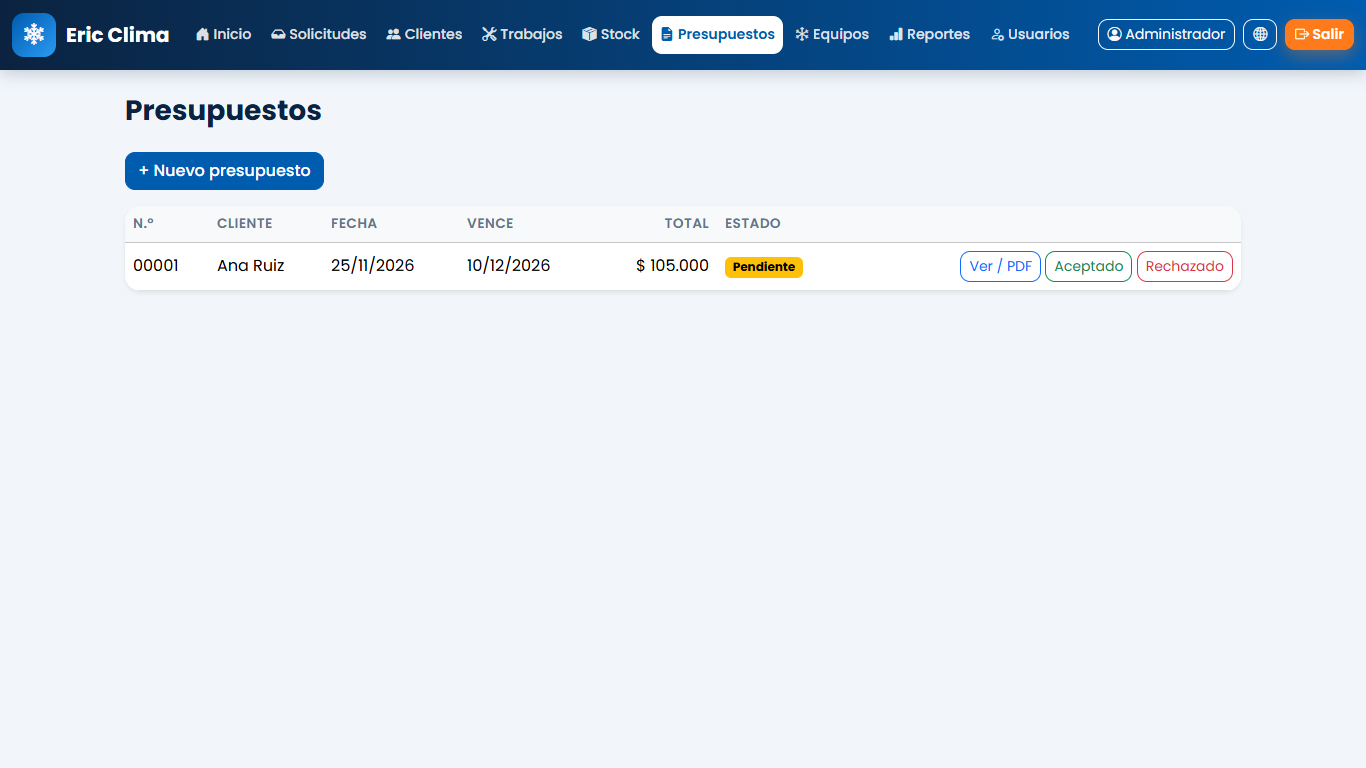 Eric Clima Inicio Solicitudes Clientes Trabajos Stock Presupuestos Equipos Reportes Usuarios Administrador Salir
Presupuestos
+ Nuevo presupuesto
N.º CLIENTE FECHA VENCE TOTAL ESTADO
00001 Ana Ruiz 25/11/2026 10/12/2026 $ 105.000 Pendiente Ver / PDF Aceptado Rechazado